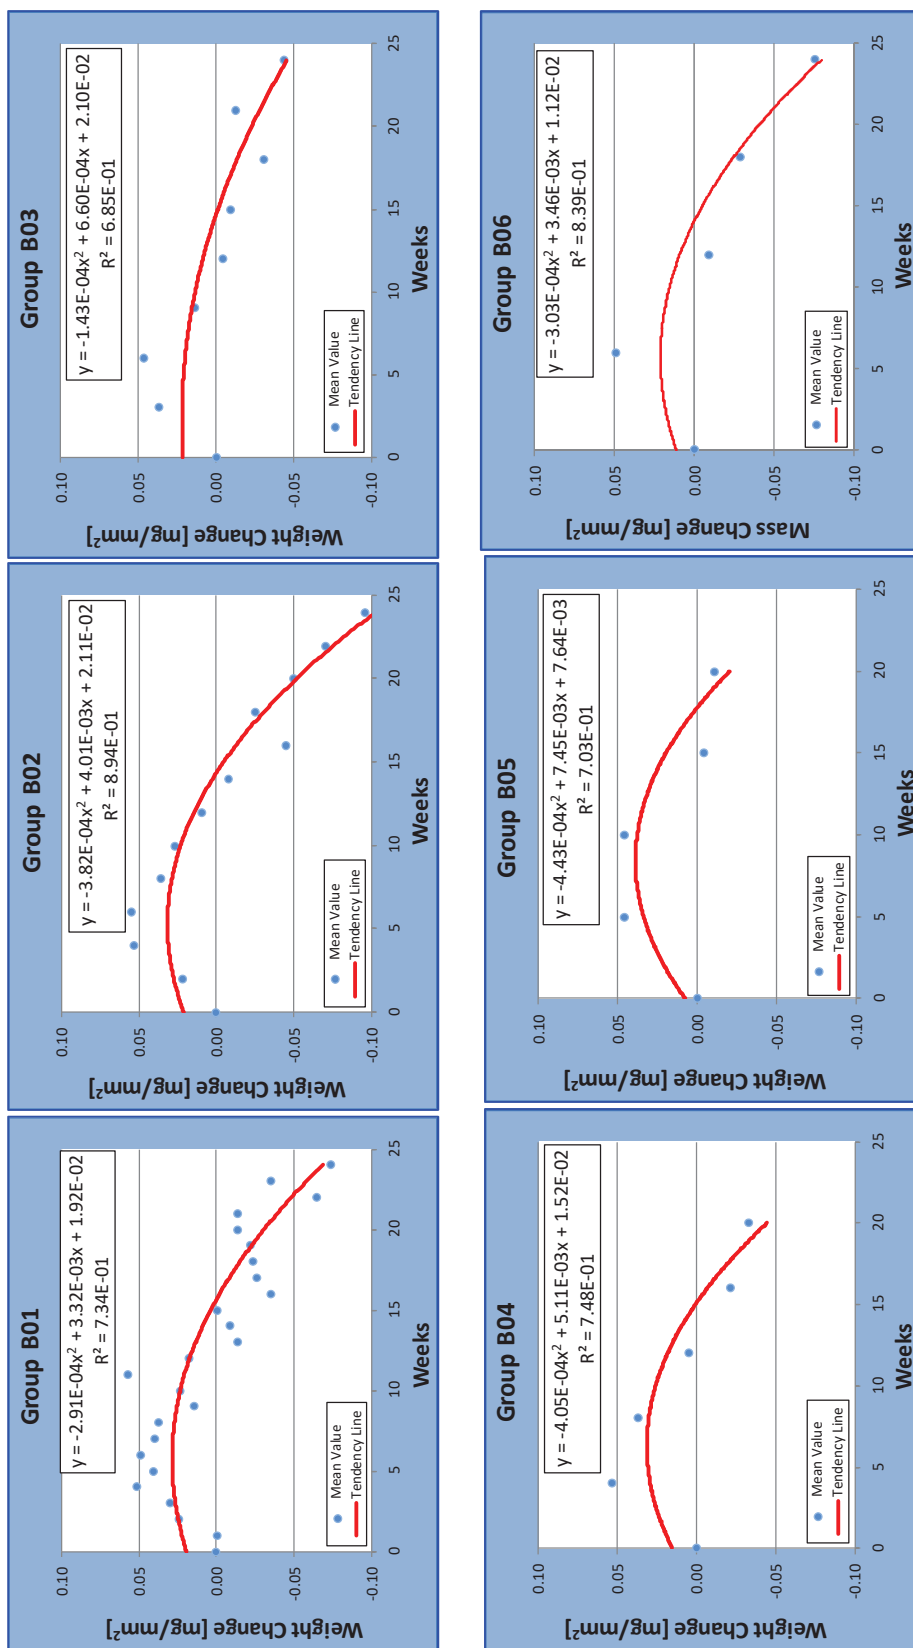 Group B01
y = -2.91E-04x² + 3.32E-03x + 1.92E-02
R² = 7.34E-01
0.10
0.05
0.00
-0.05
-0.10
Weight Change [mg/mm²]
Mean Value
Tendency Line
0 5 10 15 20 25
Weeks
Group B02
y = -3.82E-04x² + 4.01E-03x + 2.11E-02
R² = 8.94E-01
0.10
0.05
0.00
-0.05
-0.10
Weight Change [mg/mm²]
Mean Value
Tendency Line
0 5 10 15 20 25
Weeks
Group B03
y = -1.43E-04x² + 6.60E-04x + 2.10E-02
R² = 6.85E-01
0.10
0.05
0.00
-0.05
-0.10
Weight Change [mg/mm²]
Mean Value
Tendency Line
0 5 10 15 20 25
Weeks
Group B04
y = -4.05E-04x² + 5.11E-03x + 1.52E-02
R² = 7.48E-01
0.10
0.05
0.00
-0.05
-0.10
Weight Change [mg/mm²]
Mean Value
Tendency Line
0 5 10 15 20 25
Weeks
Group B05
y = -4.43E-04x² + 7.45E-03x + 7.64E-03
R² = 7.03E-01
0.10
0.05
0.00
-0.05
-0.10
Weight Change [mg/mm²]
Mean Value
Tendency Line
0 5 10 15 20 25
Weeks
Group B06
y = -3.03E-04x² + 3.46E-03x + 1.12E-02
R² = 8.39E-01
0.10
0.05
0.00
-0.05
-0.10
Mass Change [mg/mm²]
Mean Value
Tendency Line
0 5 10 15 20 25
Weeks